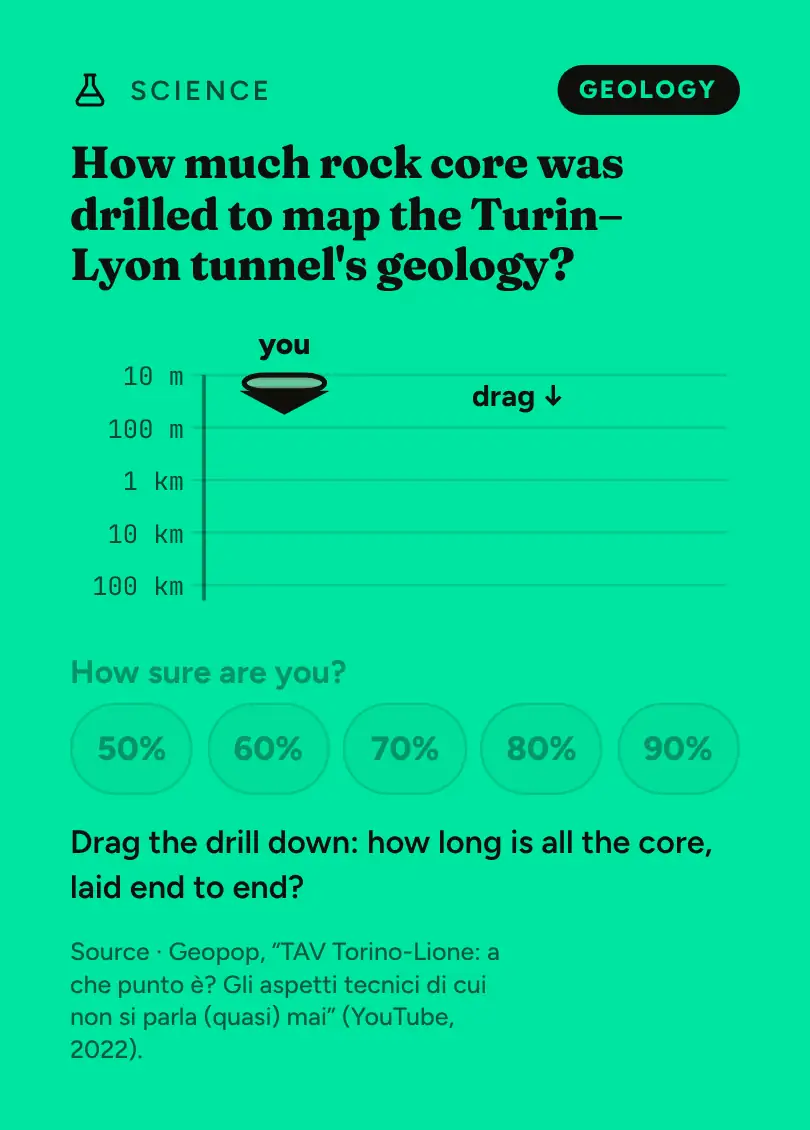 SCIENCE
GEOLOGY
How much rock core was
drilled to map the Turin–
Lyon tunnel's geology?
you
drag ↓
10 m
100 m
1 km
10 km
100 km
How sure are you?
50% 60% 70% 80% 90%
Drag the drill down: how long is all the core,
laid end to end?
Source · Geopop, “TAV Torino-Lione: a
che punto è? Gli aspetti tecnici di cui
non si parla (quasi) mai” (YouTube,
2022).